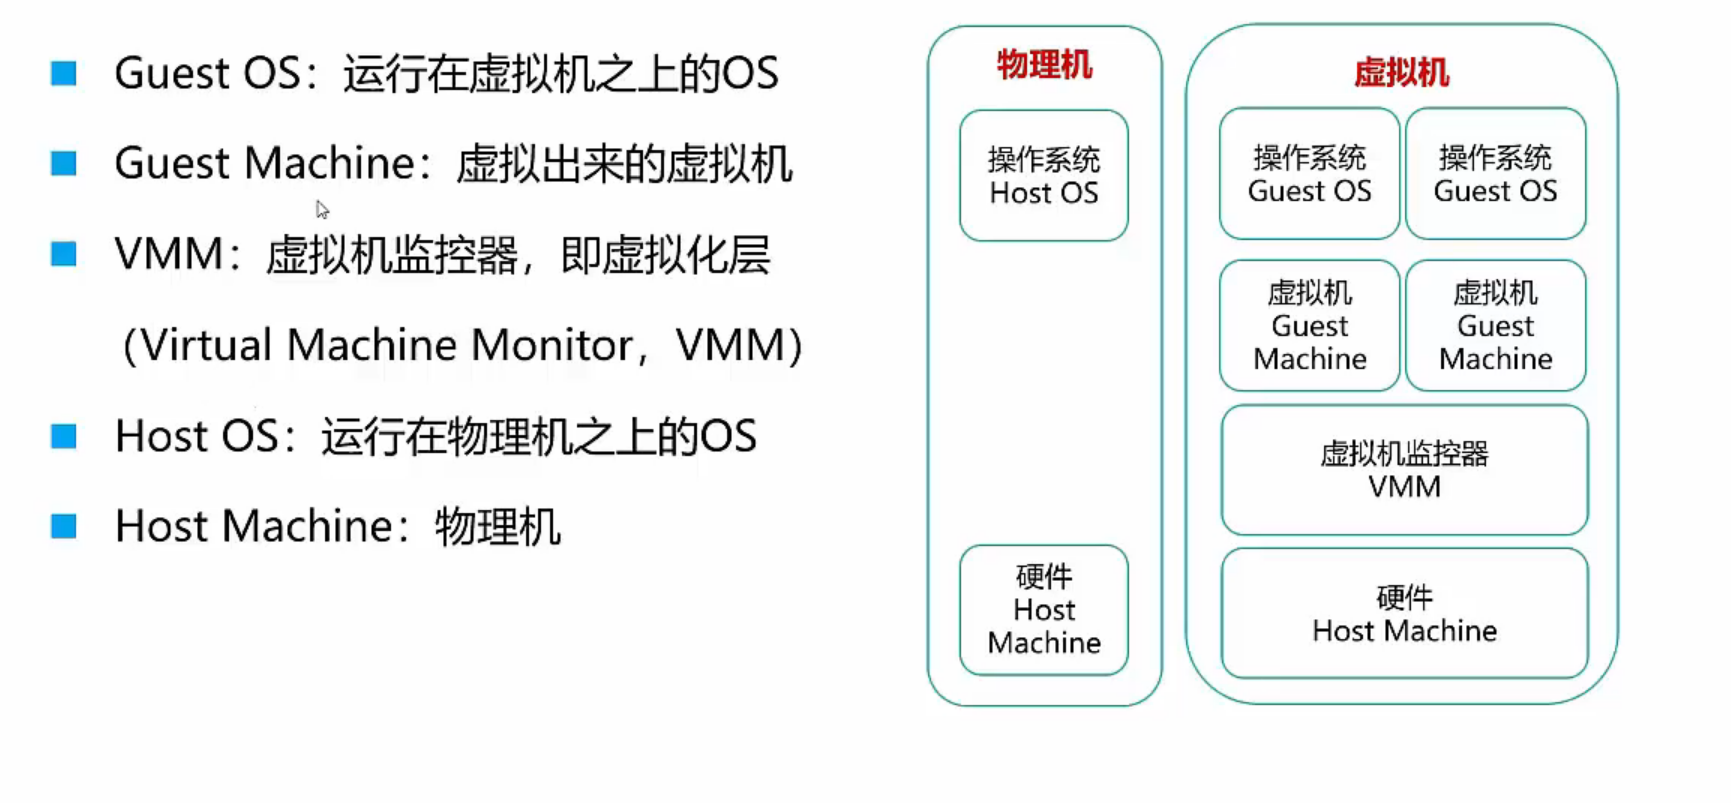 Guest OS：运行在虚拟机之上的OS
Guest Machine：虚拟出来的虚拟机
VMM：虚拟机监控器，即虚拟化层
（Virtual Machine Monitor，VMM）
Host OS：运行在物理机之上的OS
Host Machine：物理机
物理机
操作系统
Host OS
硬件
Host
Machine
虚拟机
操作系统
Guest OS
操作系统
Guest OS
虚拟机
Guest
Machine
虚拟机
Guest
Machine
虚拟机监控器
VMM
硬件
Host Machine